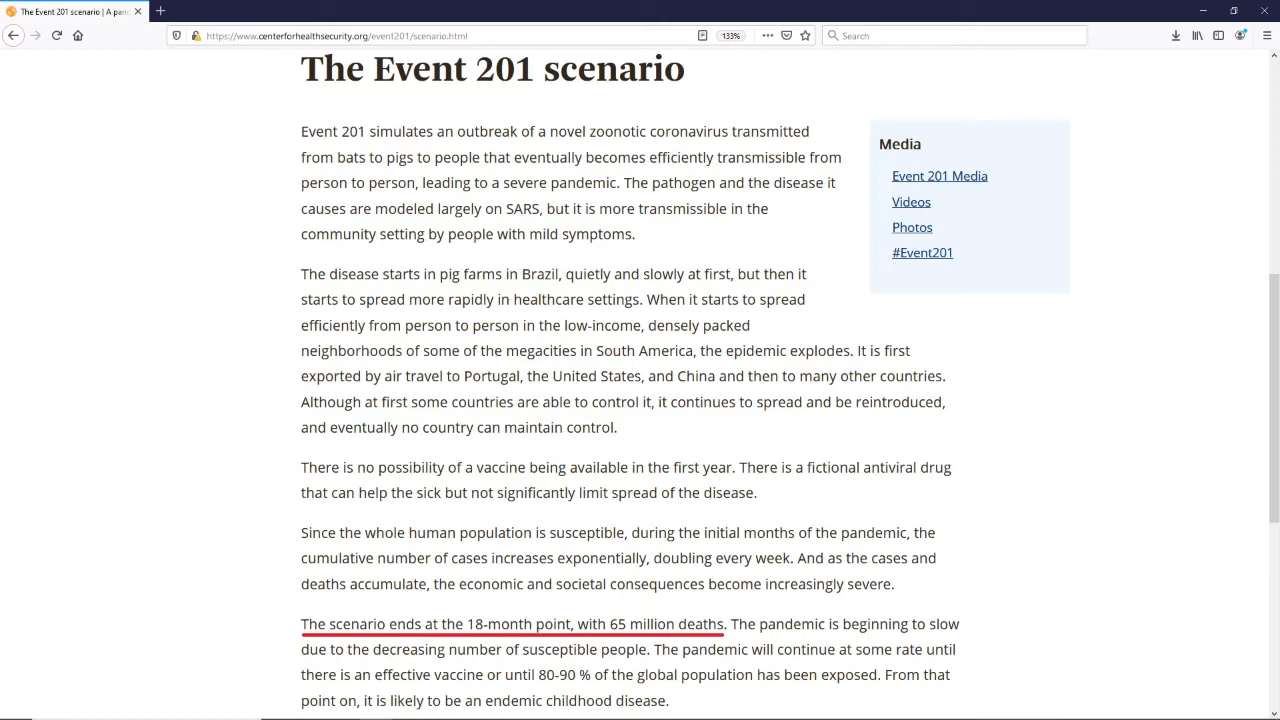 The Event 201 scenario | A pan
https://www.centerforhealthsecurity.org/event201/scenario.html
133%
Search
The Event 201 scenario
Event 201 simulates an outbreak of a novel zoonotic coronavirus transmitted
from bats to pigs to people that eventually becomes efficiently transmissible from
person to person, leading to a severe pandemic. The pathogen and the disease it
causes are modeled largely on SARS, but it is more transmissible in the
community setting by people with mild symptoms.
Media
Event 201 Media
Videos
Photos
#Event201
The disease starts in pig farms in Brazil, quietly and slowly at first, but then it
starts to spread more rapidly in healthcare settings. When it starts to spread
efficiently from person to person in the low-income, densely packed
neighborhoods of some of the megacities in South America, the epidemic explodes. It is first
exported by air travel to Portugal, the United States, and China and then to many other countries.
Although at first some countries are able to control it, it continues to spread and be reintroduced,
and eventually no country can maintain control.
There is no possibility of a vaccine being available in the first year. There is a fictional antiviral drug
that can help the sick but not significantly limit spread of the disease.
Since the whole human population is susceptible, during the initial months of the pandemic, the
cumulative number of cases increases exponentially, doubling every week. And as the cases and
deaths accumulate, the economic and societal consequences become increasingly severe.
The scenario ends at the 18-month point, with 65 million deaths. The pandemic is beginning to slow
due to the decreasing number of susceptible people. The pandemic will continue at some rate until
there is an effective vaccine or until 80-90 % of the global population has been exposed. From that
point on, it is likely to be an endemic childhood disease.